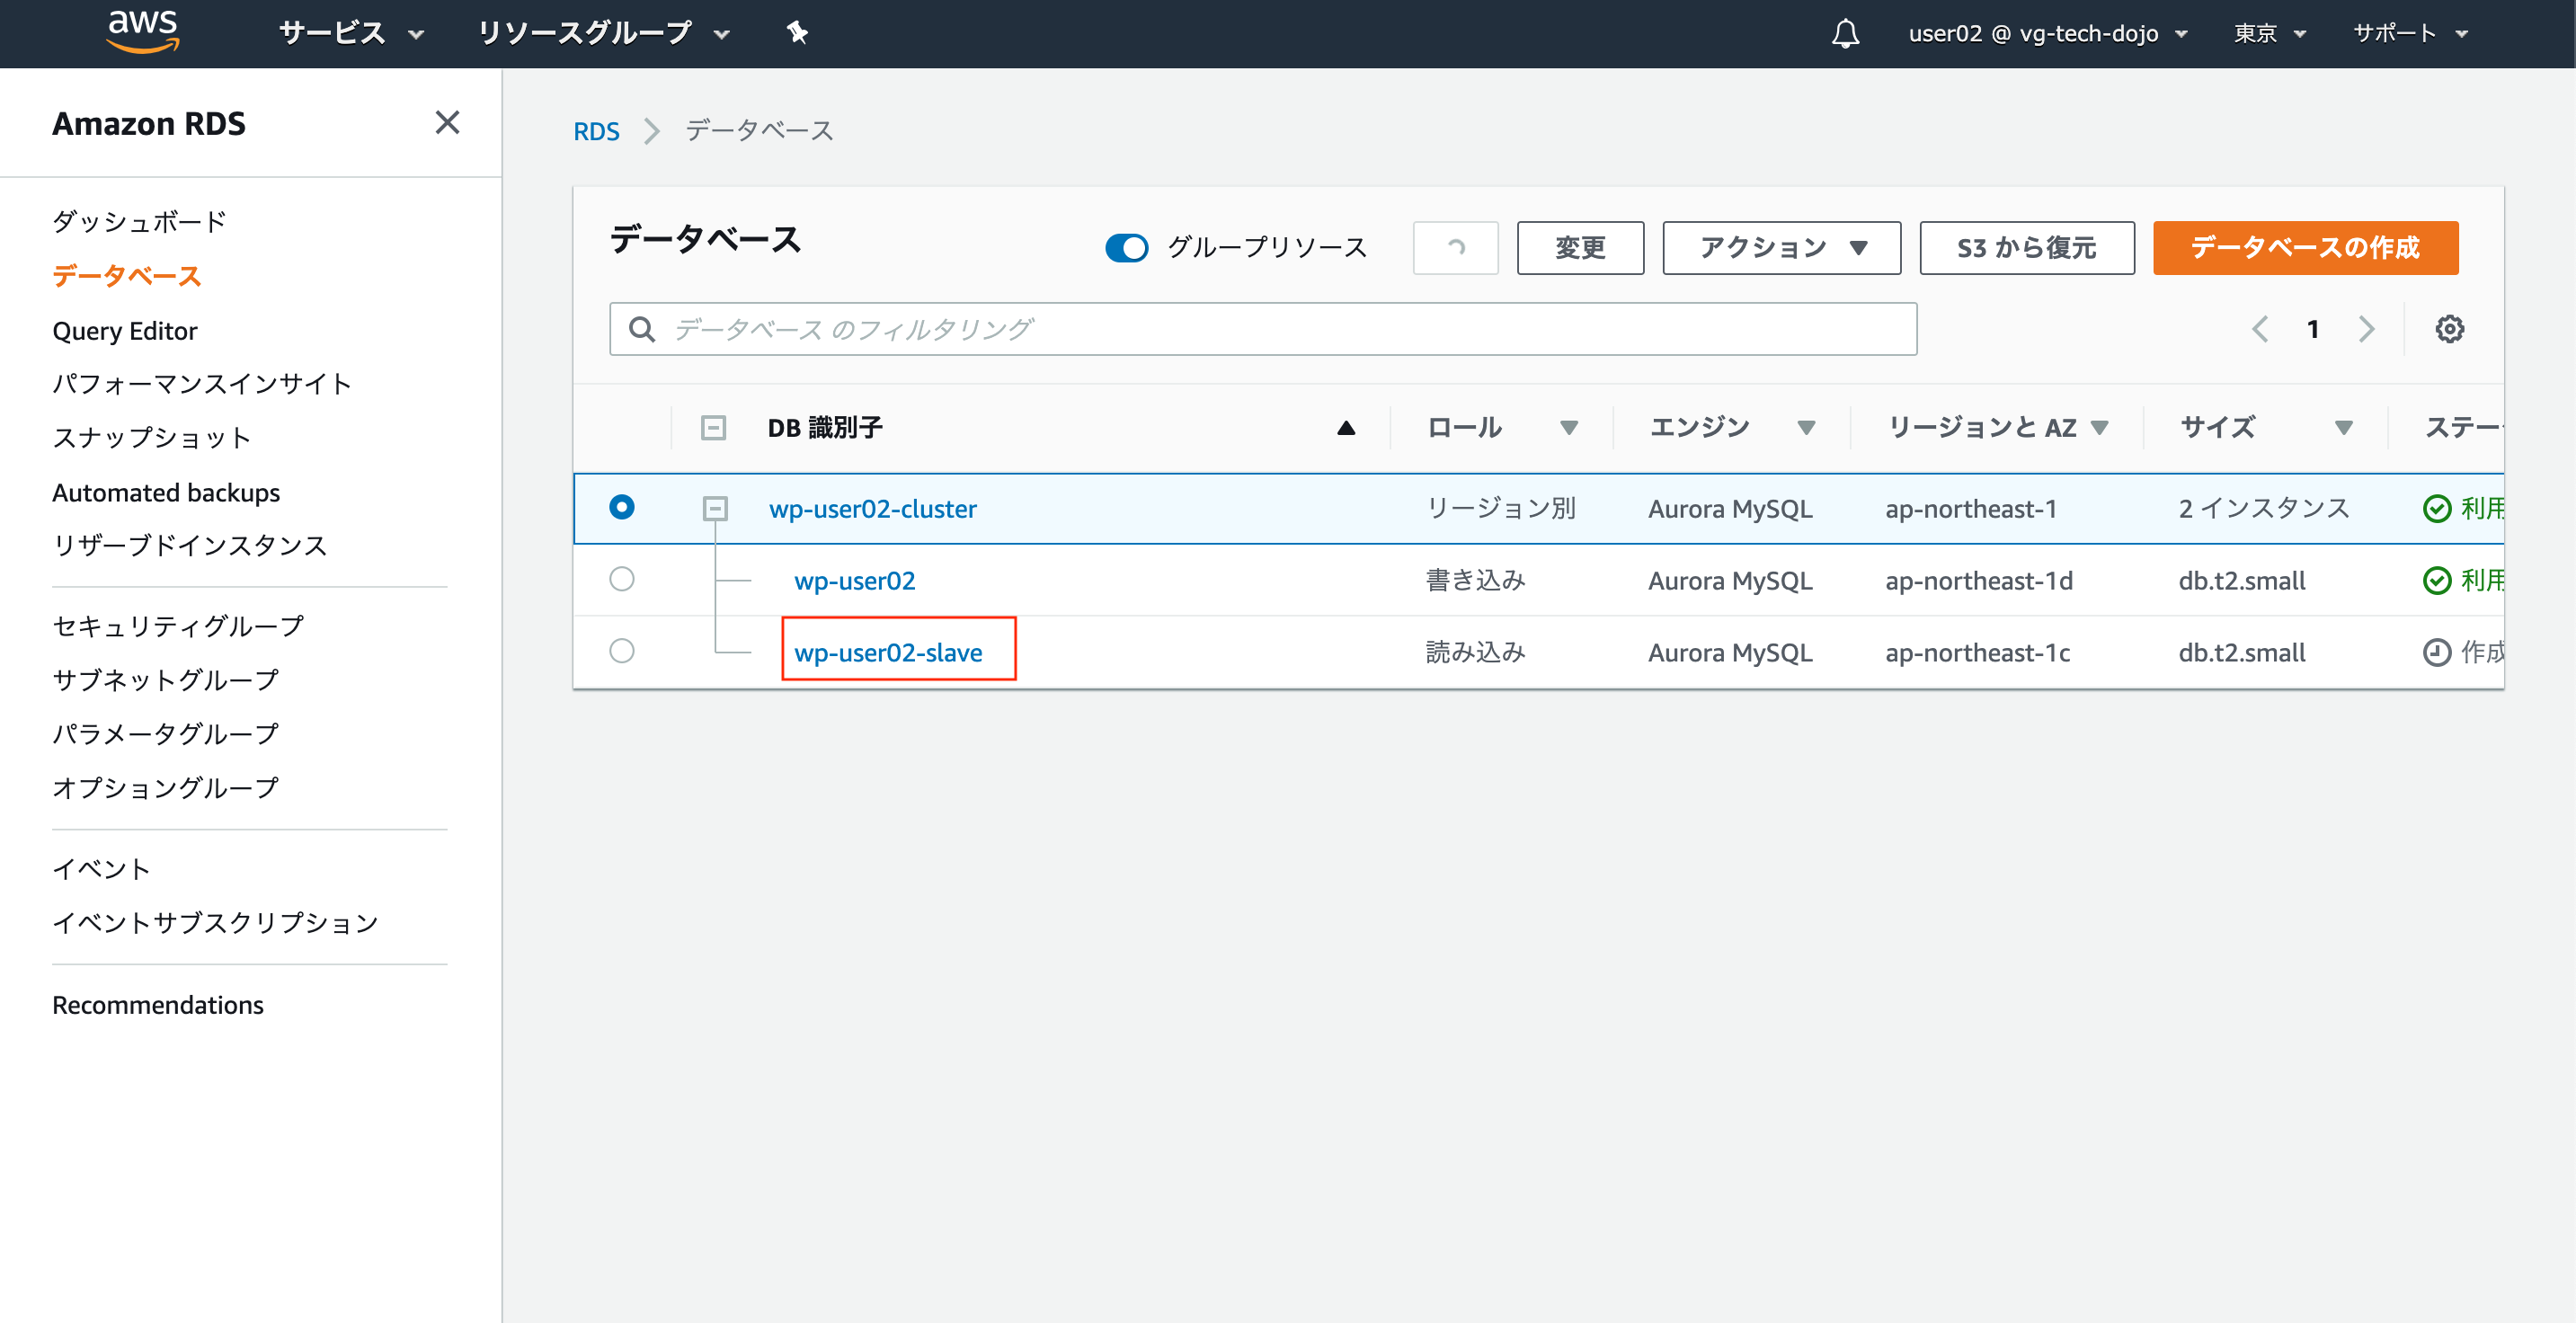 aws サービス リソースグループ user02 @ vg-tech-dojo 東京 サポート
Amazon RDS
ダッシュボード
データベース
Query Editor
パフォーマンスインサイト
スナップショット
Automated backups
リザーブドインスタンス
セキュリティグループ
サブネットグループ
パラメータグループ
オプショングループ
イベント
イベントサブスクリプション
Recommendations
RDS データベース
データベース グループリソース 変更 アクション S3 から復元 データベースの作成
データベース のフィルタリング 1
DB 識別子 ロール エンジン リージョンと AZ サイズ ステー
wp-user02-cluster リージョン別 Aurora MySQL ap-northeast-1 2 インスタンス 利用
wp-user02 書き込み Aurora MySQL ap-northeast-1d db.t2.small 利用
wp-user02-slave 読み込み Aurora MySQL ap-northeast-1c db.t2.small 作成